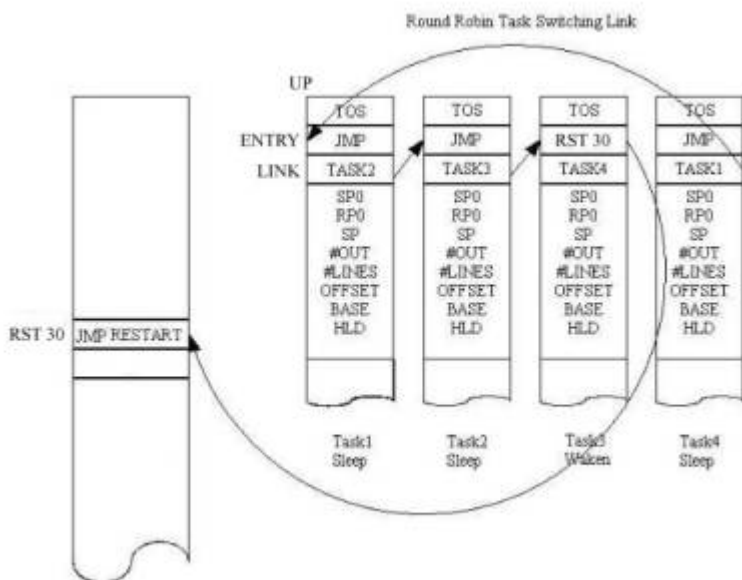 Round Robin Task Switching Link
UP
TOS TOS TOS TOS
ENTRY JMP JMP RST 30 JMP
LINK TASK2 TASK3 TASK4 TASK1
SP0 SP0 SP0 SP0
RP0 RP0 RP0 RP0
SP SP SP SP
#OUT #OUT #OUT #OUT
#LINES #LINES #LINES #LINES
OFFSET OFFSET OFFSET OFFSET
BASE BASE BASE BASE
HLD HLD HLD HLD
RST 30 JMP RESTART
Task1 Task2 Task3 Task4
Sleep Sleep Waken Sleep